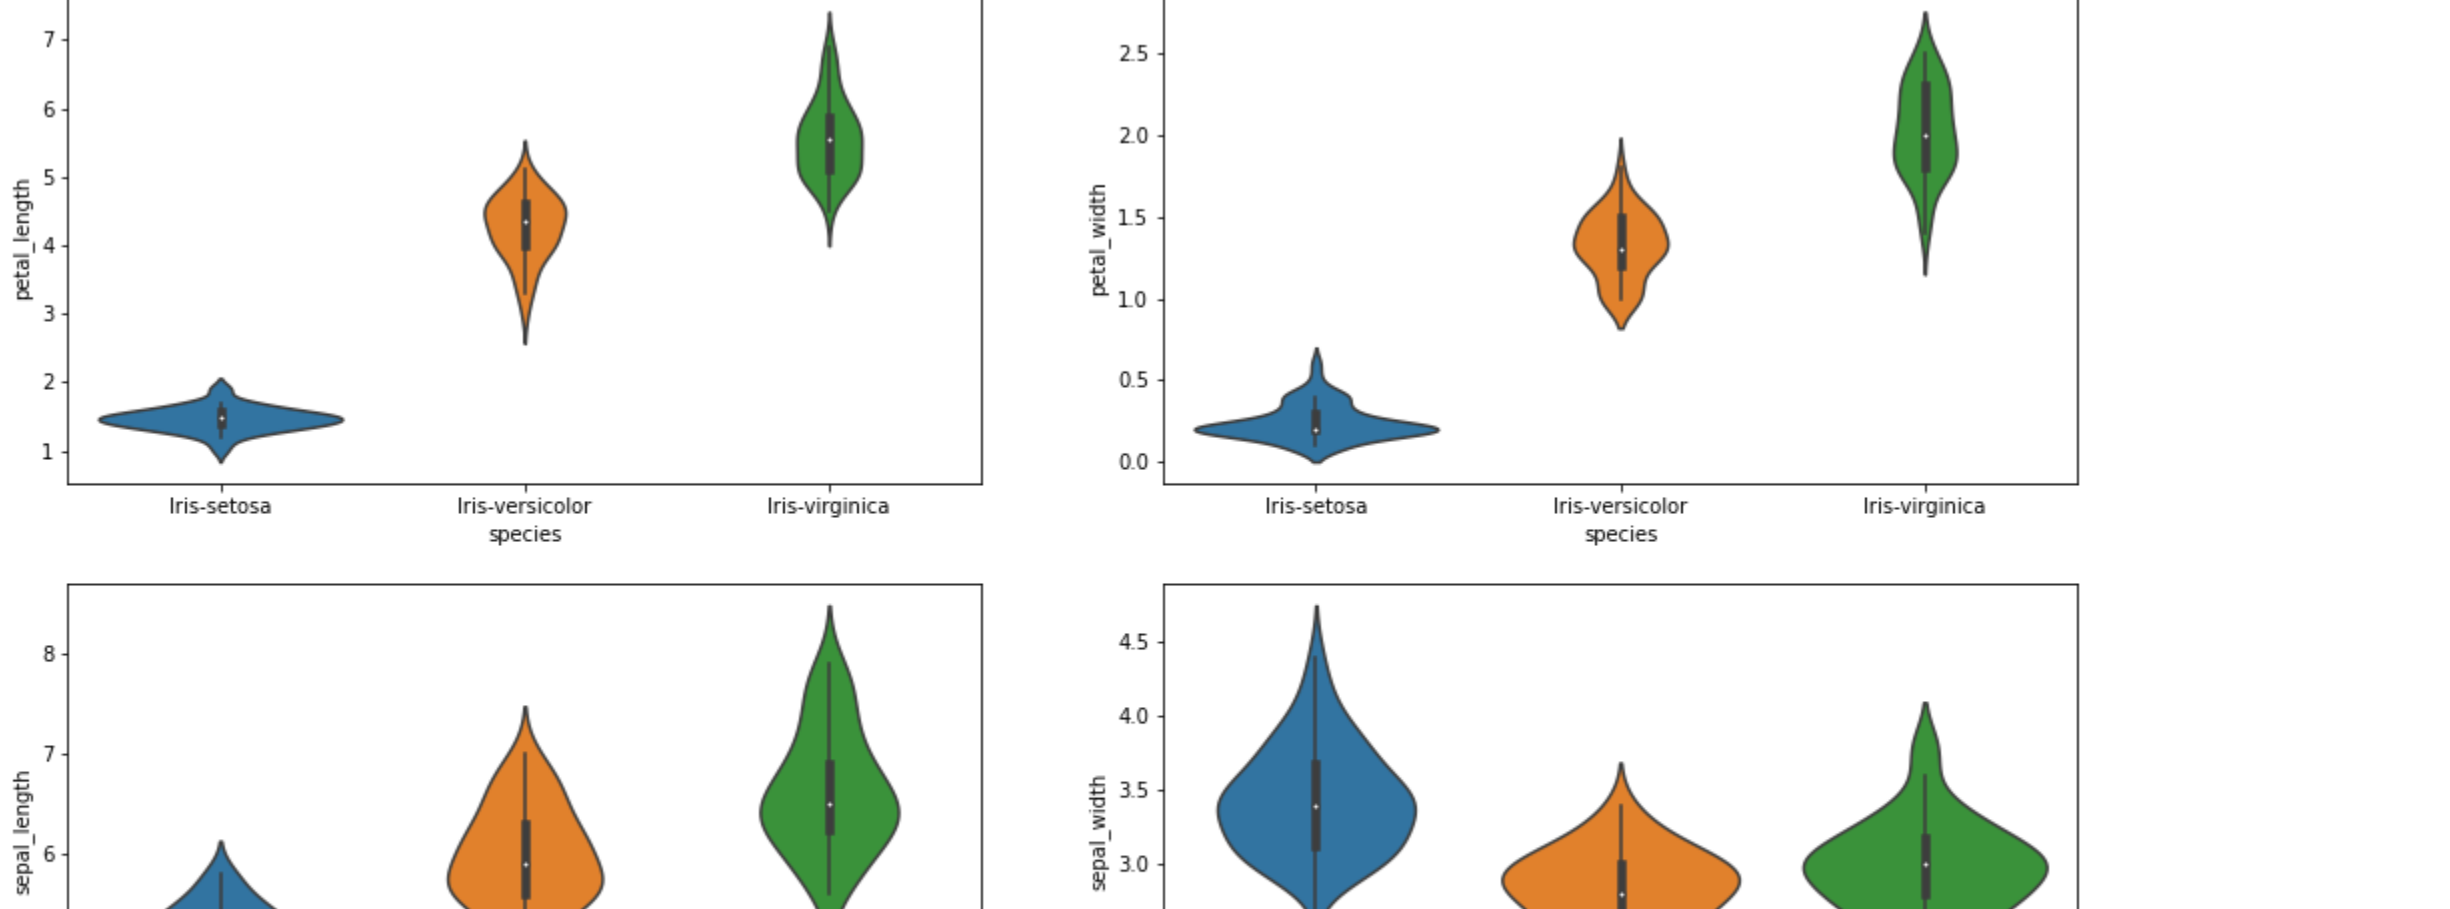 7
6
5
4
3
2
1
petal_length
Iris-setosa Iris-versicolor Iris-virginica
species
2.5
2.0
1.5
1.0
0.5
0.0
petal_width
Iris-setosa Iris-versicolor Iris-virginica
species
8
7
6
sepal_length
4.5
4.0
3.5
3.0
sepal_width